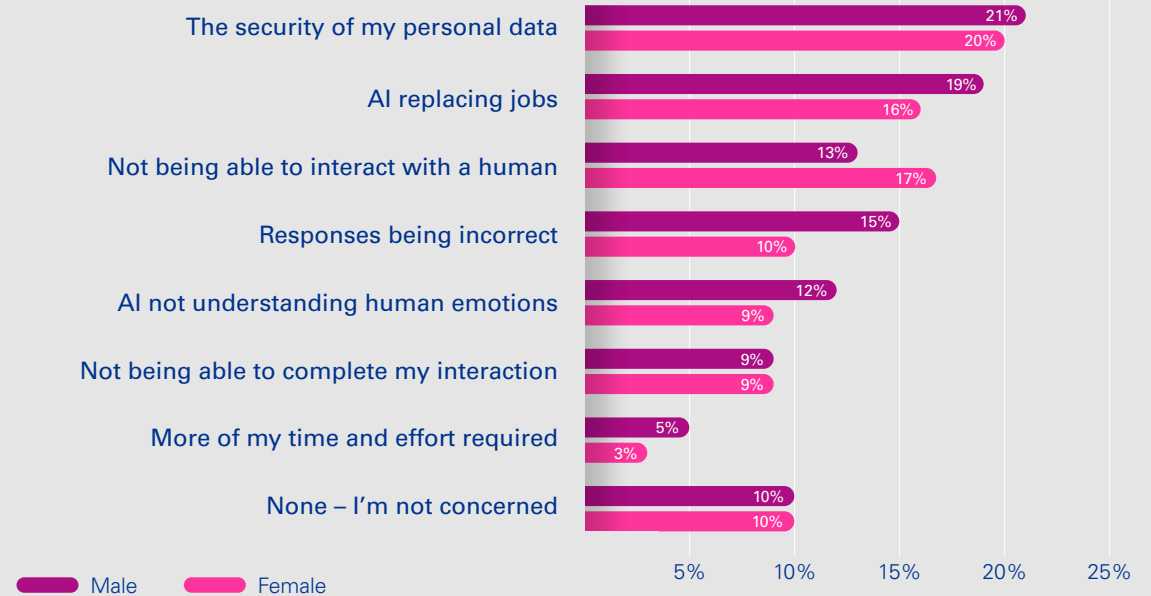 The security of my personal data
21%
20%
AI replacing jobs
19%
16%
Not being able to interact with a human
13%
17%
Responses being incorrect
15%
10%
AI not understanding human emotions
12%
9%
Not being able to complete my interaction
9%
9%
More of my time and effort required
5%
3%
None – I’m not concerned
10%
10%
5% 10% 15% 20% 25%
Male Female